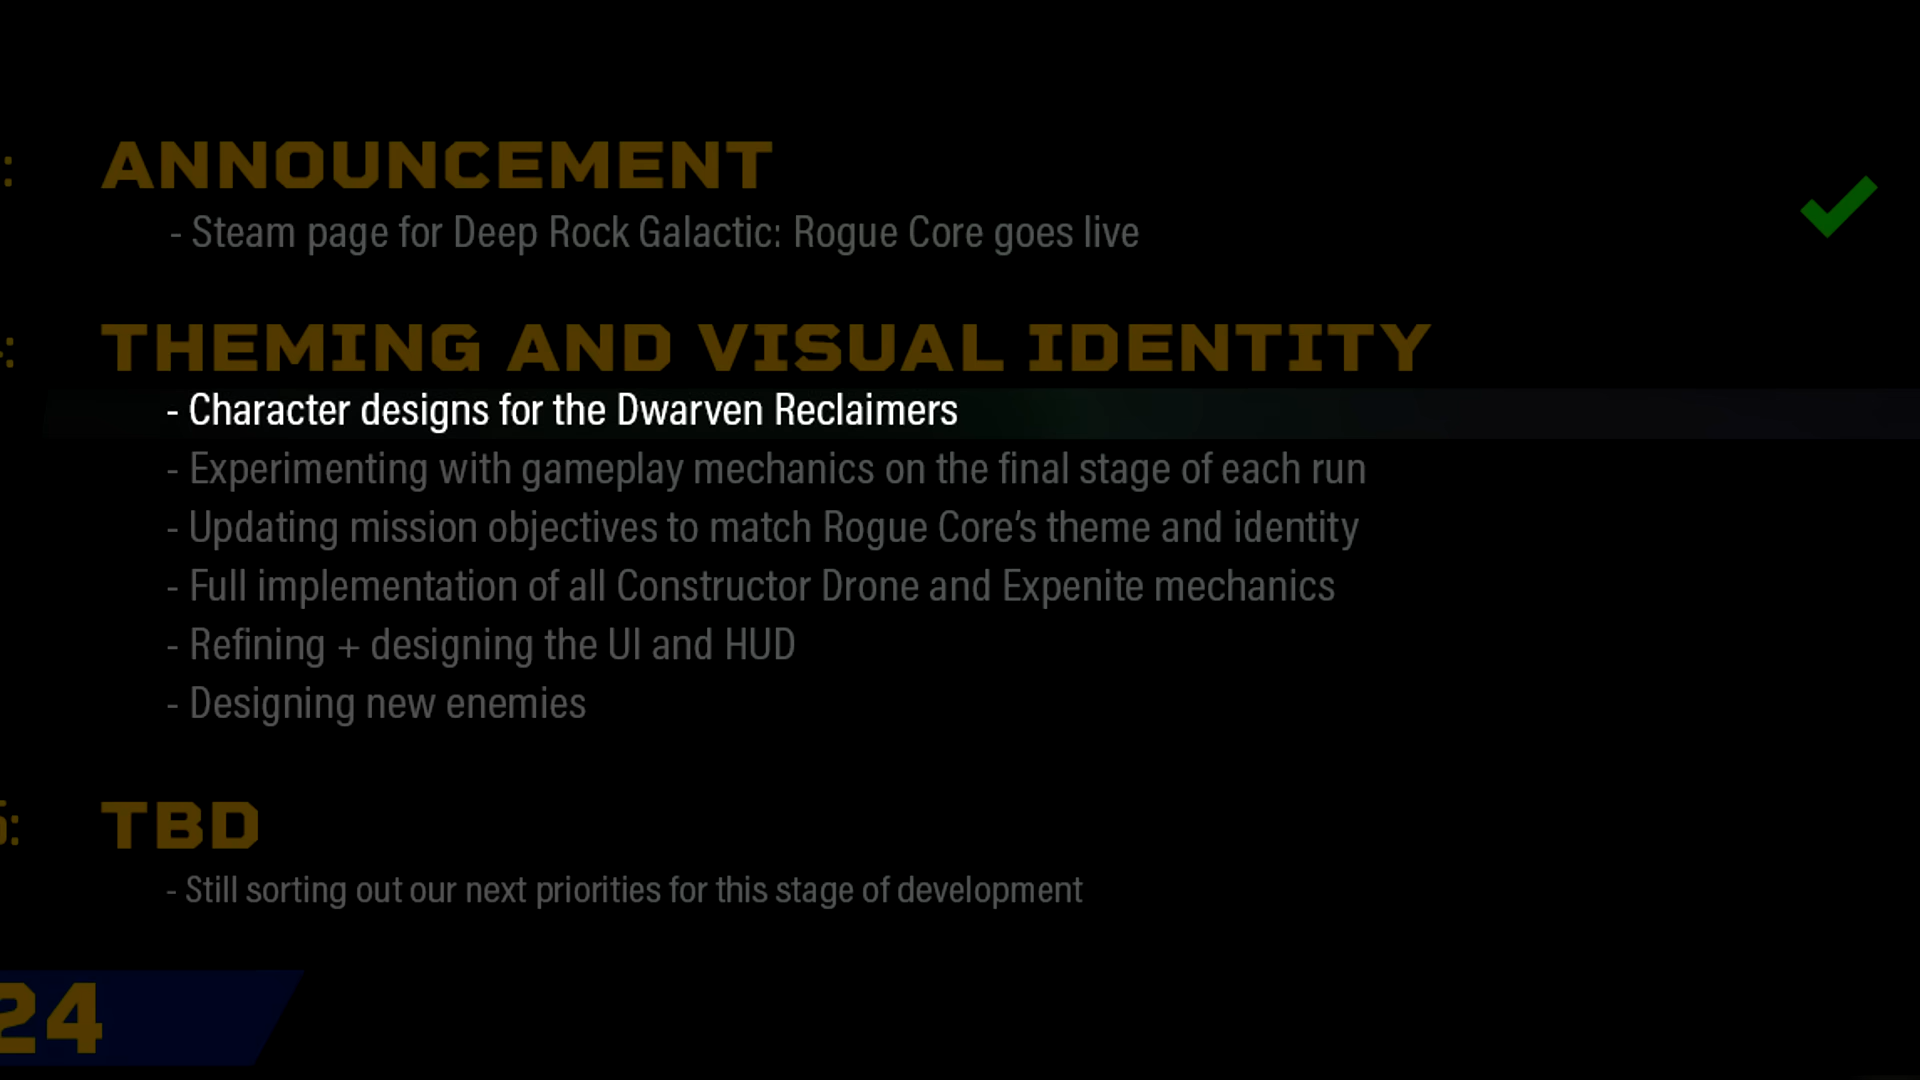 : ANNOUNCEMENT
- Steam page for Deep Rock Galactic: Rogue Core goes live
: THEMING AND VISUAL IDENTITY
- Character designs for the Dwarven Reclaimers
- Experimenting with gameplay mechanics on the final stage of each run
- Updating mission objectives to match Rogue Core‘s theme and identity
- Full implementation of all Constructor Drone and Expenite mechanics
- Refining + designing the UI and HUD
- Designing new enemies
5: TBD
- Still sorting out our next priorities for this stage of development
24